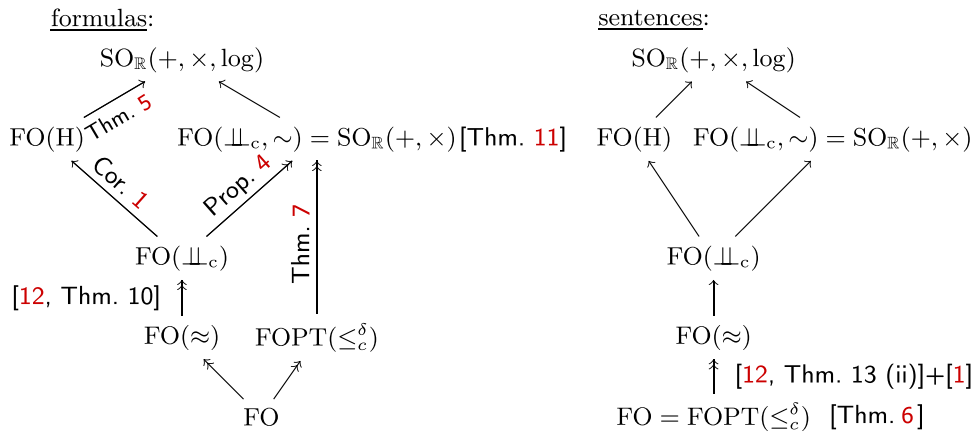 formulas:
SO_ℝ(+, ×, log)
Thm. 5
FO(H)
FO(⫫_c, ∼) = SO_ℝ(+, ×) [Thm. 11]
Cor. 1
Prop. 4
Thm. 7
FO(⫫_c)
[12, Thm. 10]
FO(≈)
FOPT(≤_c^δ)
FO
sentences:
SO_ℝ(+, ×, log)
FO(H)
FO(⫫_c, ∼) = SO_ℝ(+, ×)
FO(⫫_c)
FO(≈)
[12, Thm. 13 (ii)]+[1]
FO = FOPT(≤_c^δ) [Thm. 6]